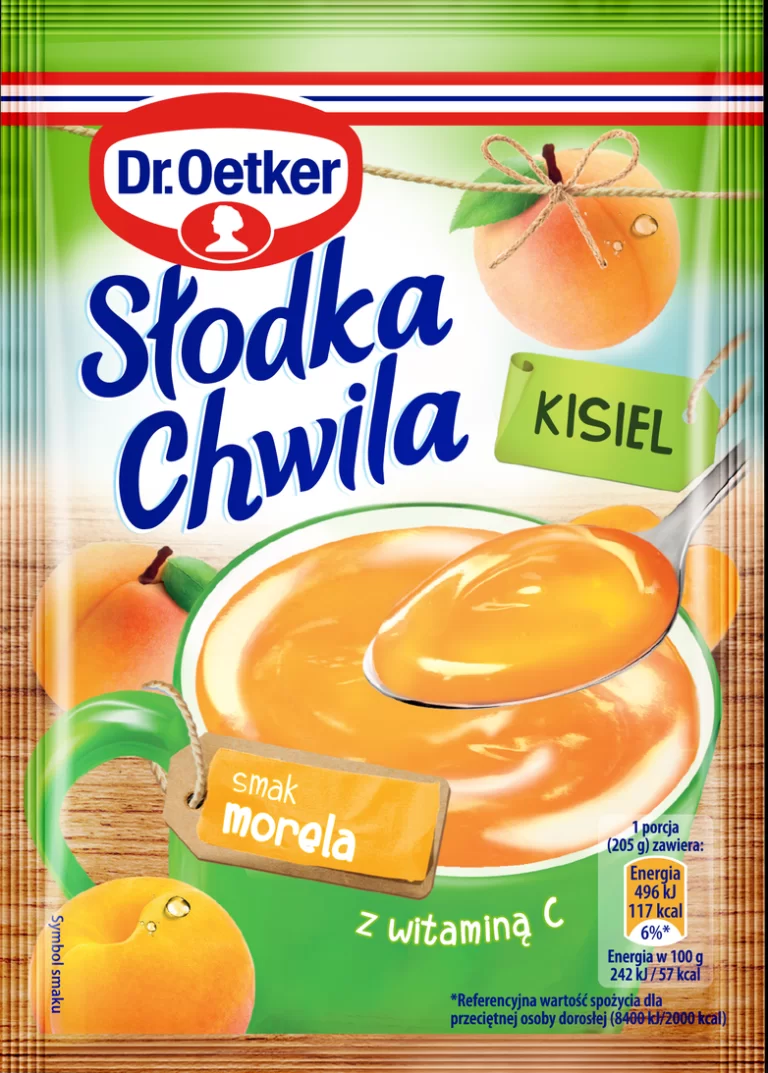 Dr.Oetker
Słodka
Chwila
KISIEL
smak
morela
z witaminą C
1 porcja
(205 g) zawiera:
Energia
496 kJ
117 kcal
6%*
Energia w 100 g
242 kJ / 57 kcal
Symbol smaku
*Referencyjna wartość spożycia dla
przeciętnej osoby dorosłej (8400 kJ/2000 kcal)